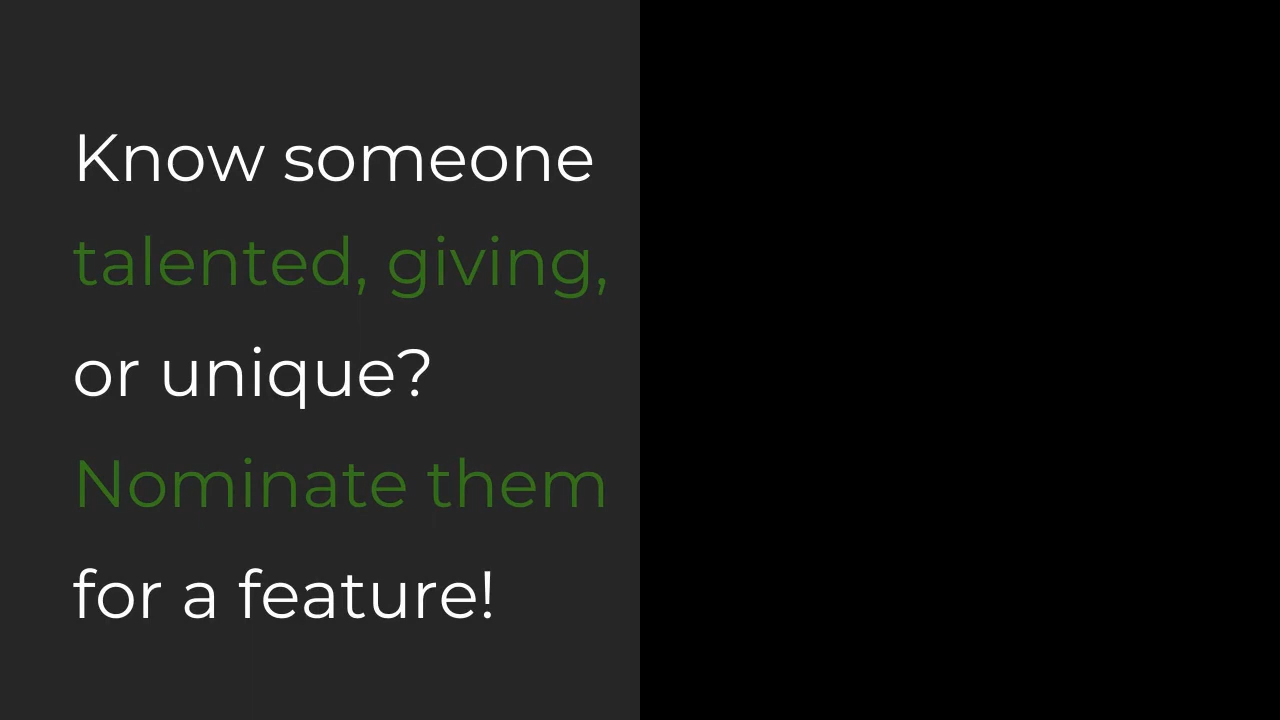 Know someone
talented, giving,
or unique?
Nominate them
for a feature!